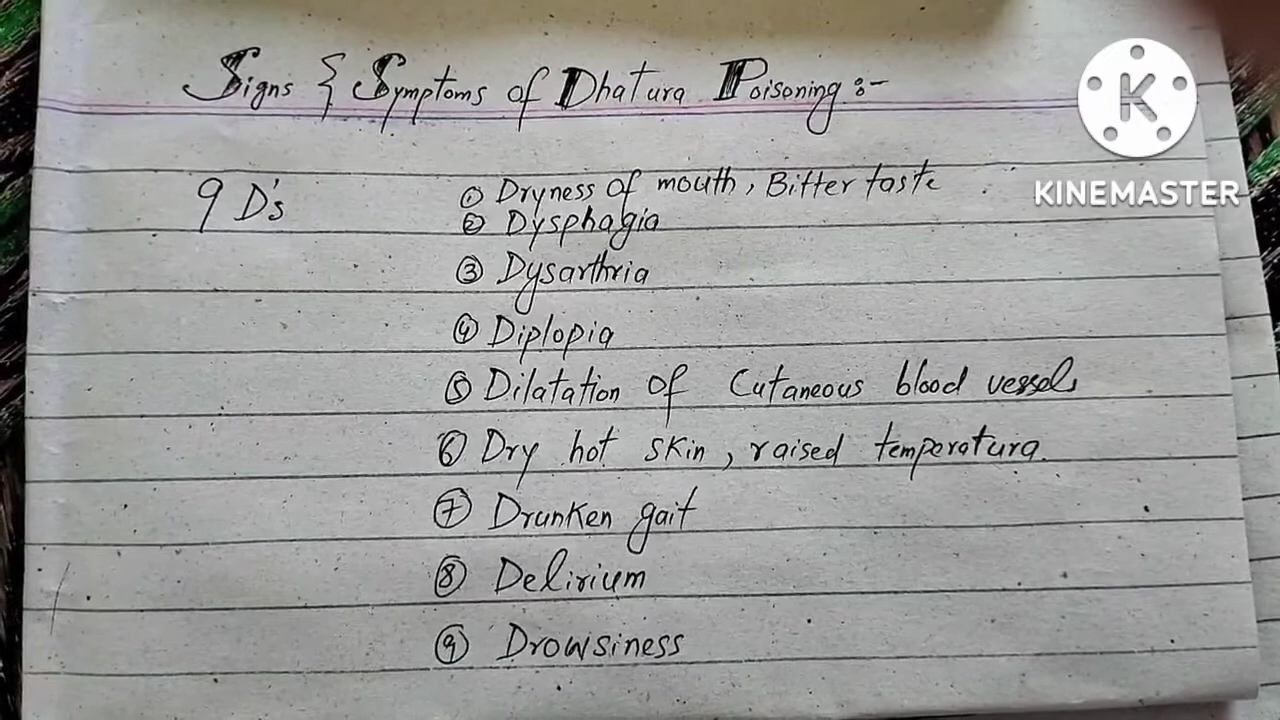 Signs & Symptoms of Dhatura Poisoning :-
K
KINEMASTER
9 D's
① Dryness of mouth, Bitter taste
② Dysphagia
③ Dysarthria
④ Diplopia
⑤ Dilatation of Cutaneous blood vessels
⑥ Dry hot skin, raised temperatura.
⑦ Drunken gait
⑧ Delirium
⑨ Drowsiness